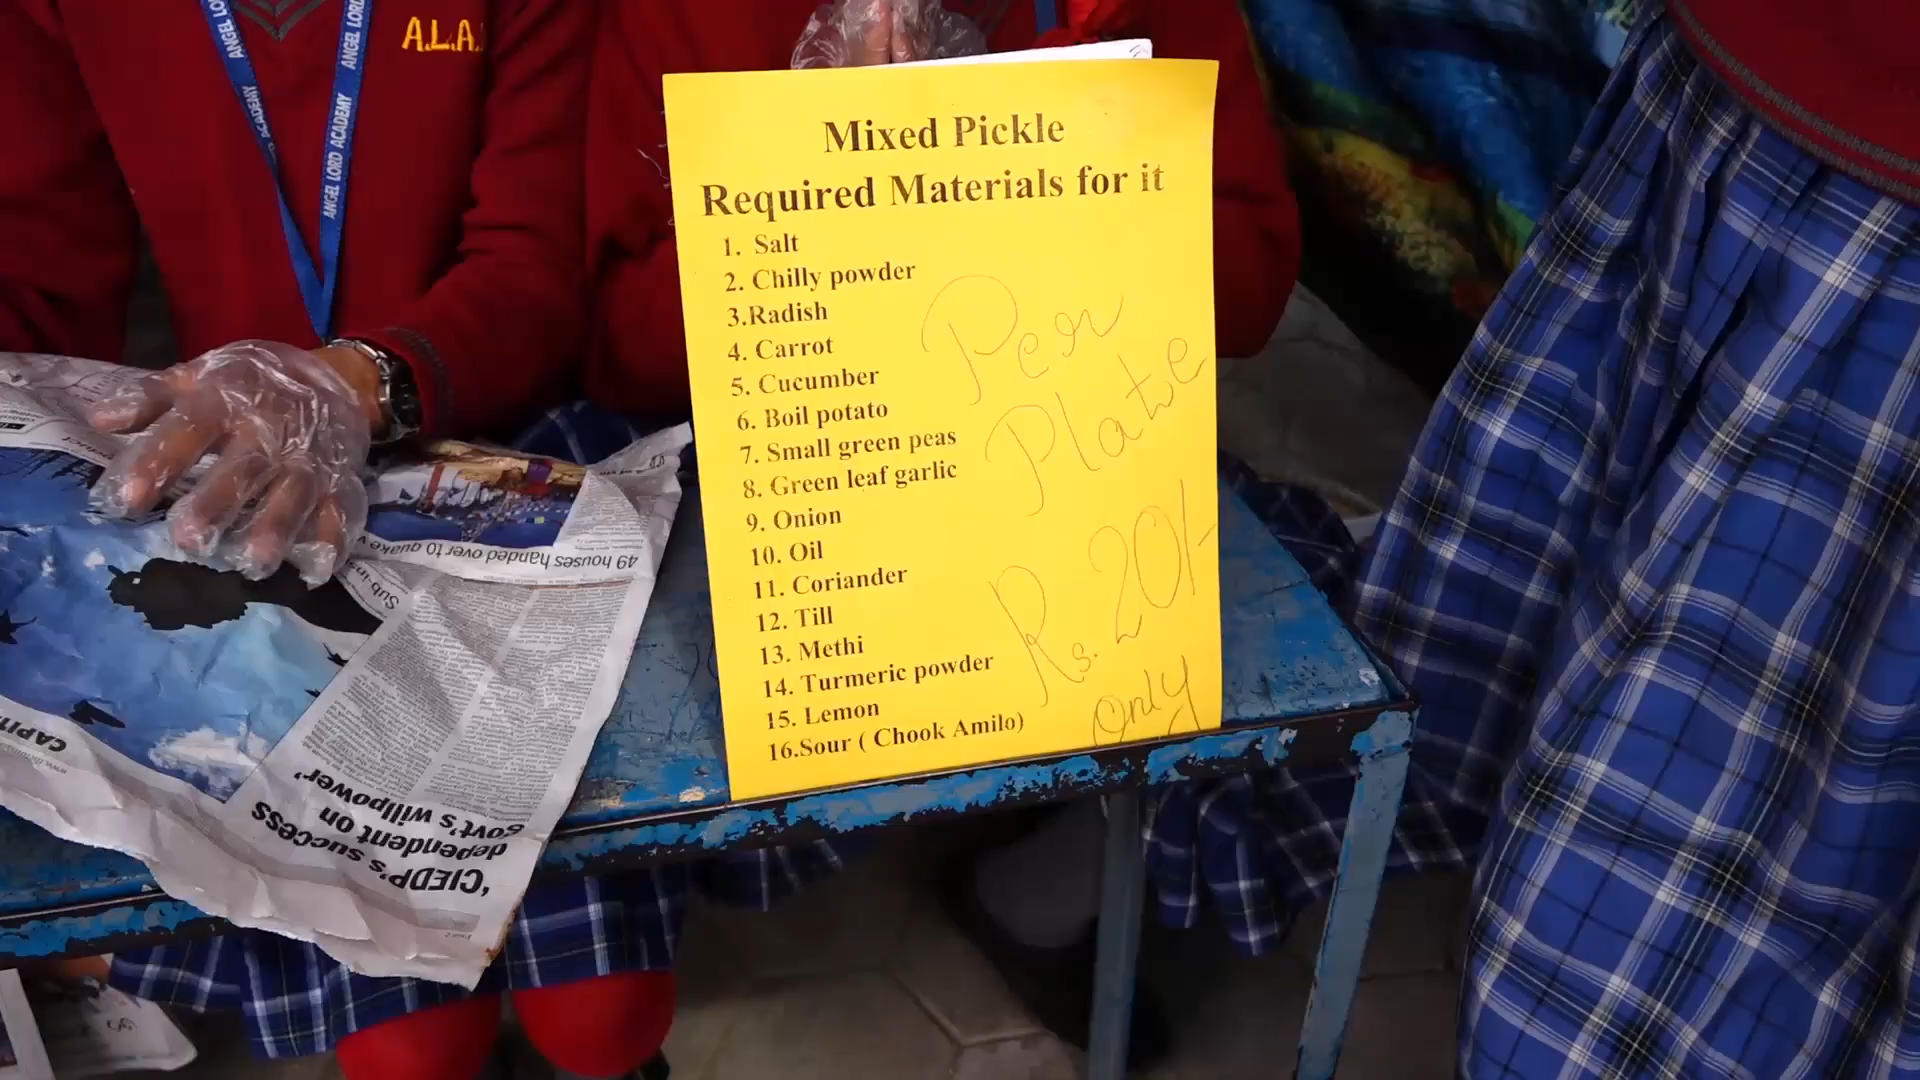 A.L.A.
ANGEL LORD ACADEMY
Mixed Pickle
Required Materials for it
1. Salt
2. Chilly powder
3.Radish
4. Carrot
5. Cucumber
6. Boil potato
7. Small green peas
8. Green leaf garlic
9. Onion
10. Oil
11. Coriander
12. Till
13. Methi
14. Turmeric powder
15. Lemon
16.Sour ( Chook Amilo)
Per
Plate
Rs. 20/-
Only
49 houses handed over to quake
'CIEDP's success
dependent on
govt's willpower'